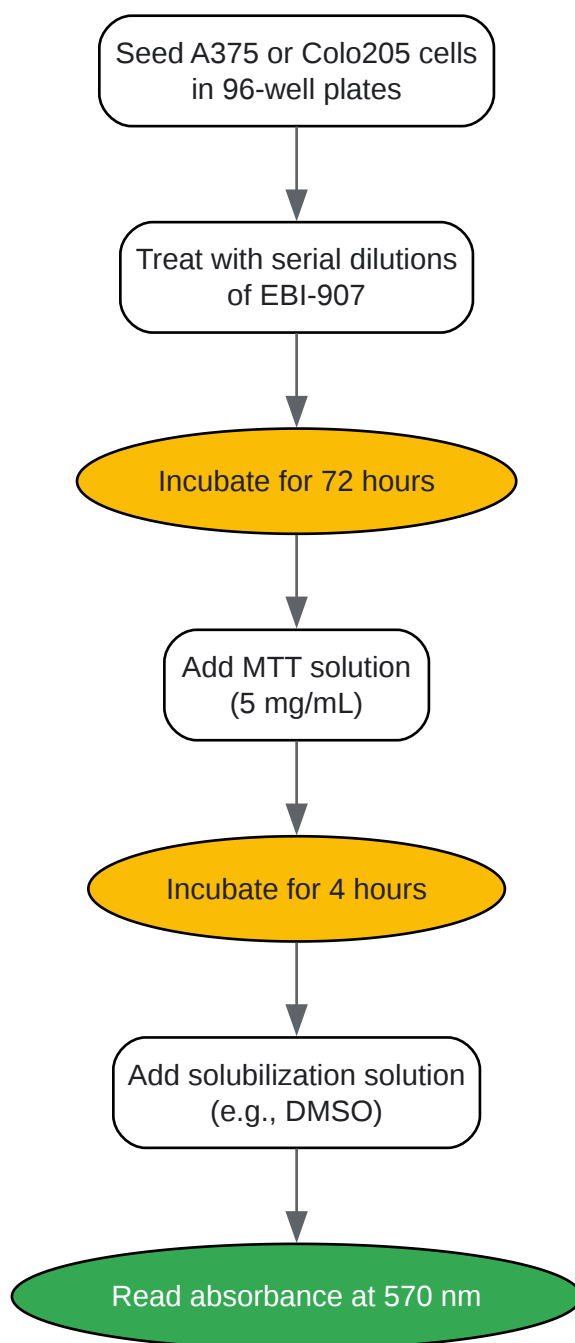 Seed A375 or Colo205 cells
in 96-well plates
Treat with serial dilutions
of EBI-907
Incubate for 72 hours
Add MTT solution
(5 mg/mL)
Incubate for 4 hours
Add solubilization solution
(e.g., DMSO)
Read absorbance at 570 nm